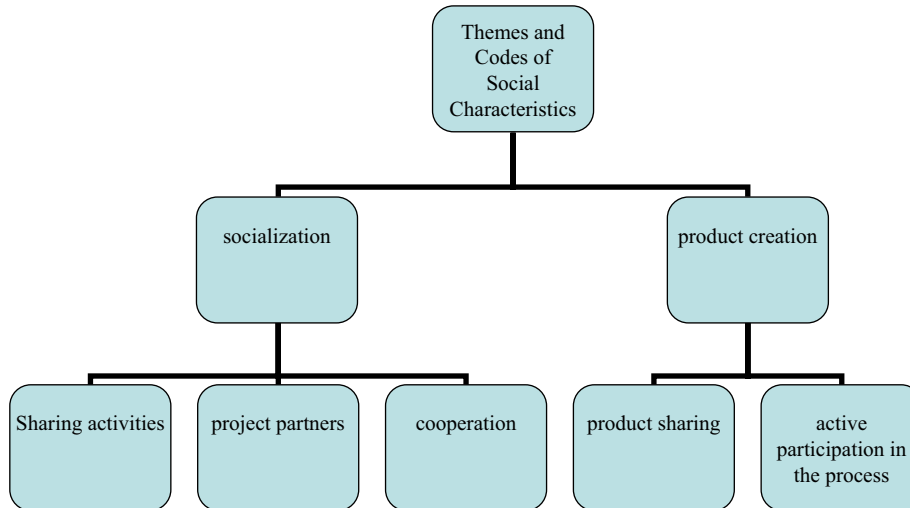 Themes and
Codes of
Social
Characteristics
socialization
product creation
Sharing activities
project partners
cooperation
product sharing
active
participation in
the process